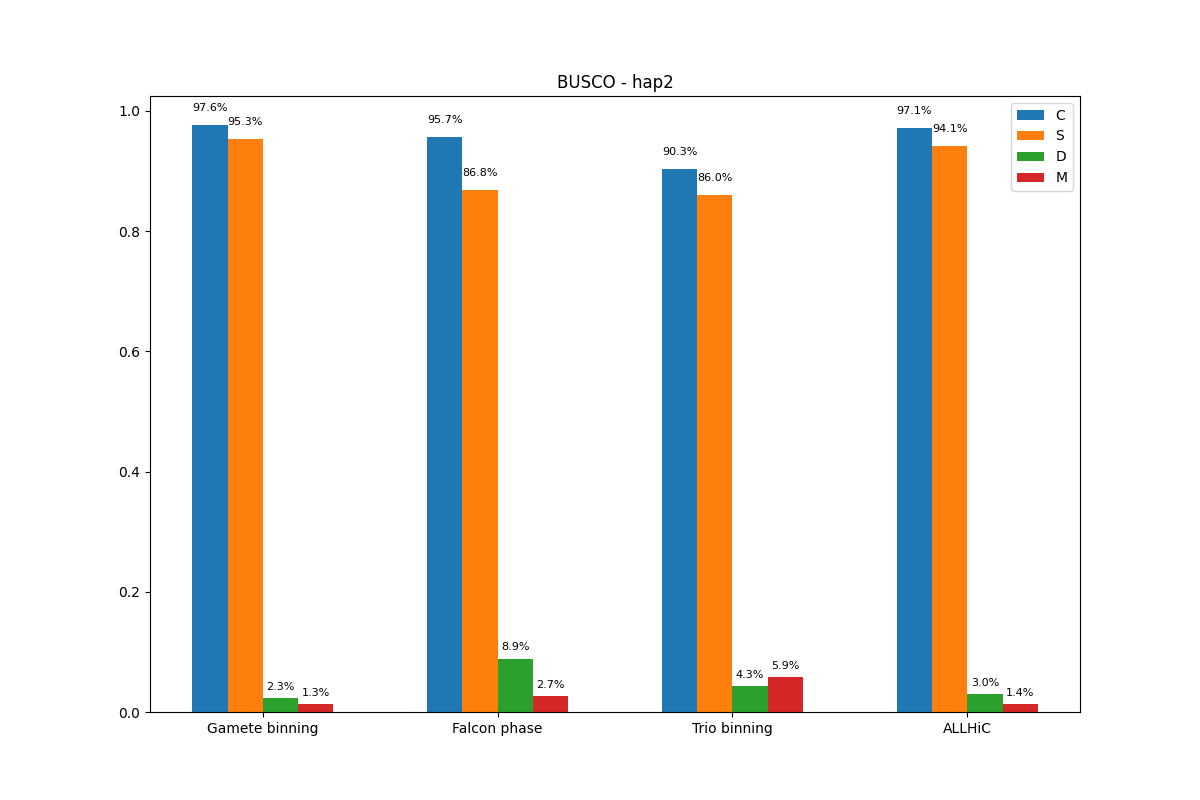 BUSCO - hap2
1.0
0.8
0.6
0.4
0.2
0.0
97.6%
95.3%
2.3%
1.3%
95.7%
86.8%
8.9%
2.7%
90.3%
86.0%
4.3%
5.9%
97.1%
94.1%
3.0%
1.4%
C
S
D
M
Gamete binning
Falcon phase
Trio binning
ALLHiC